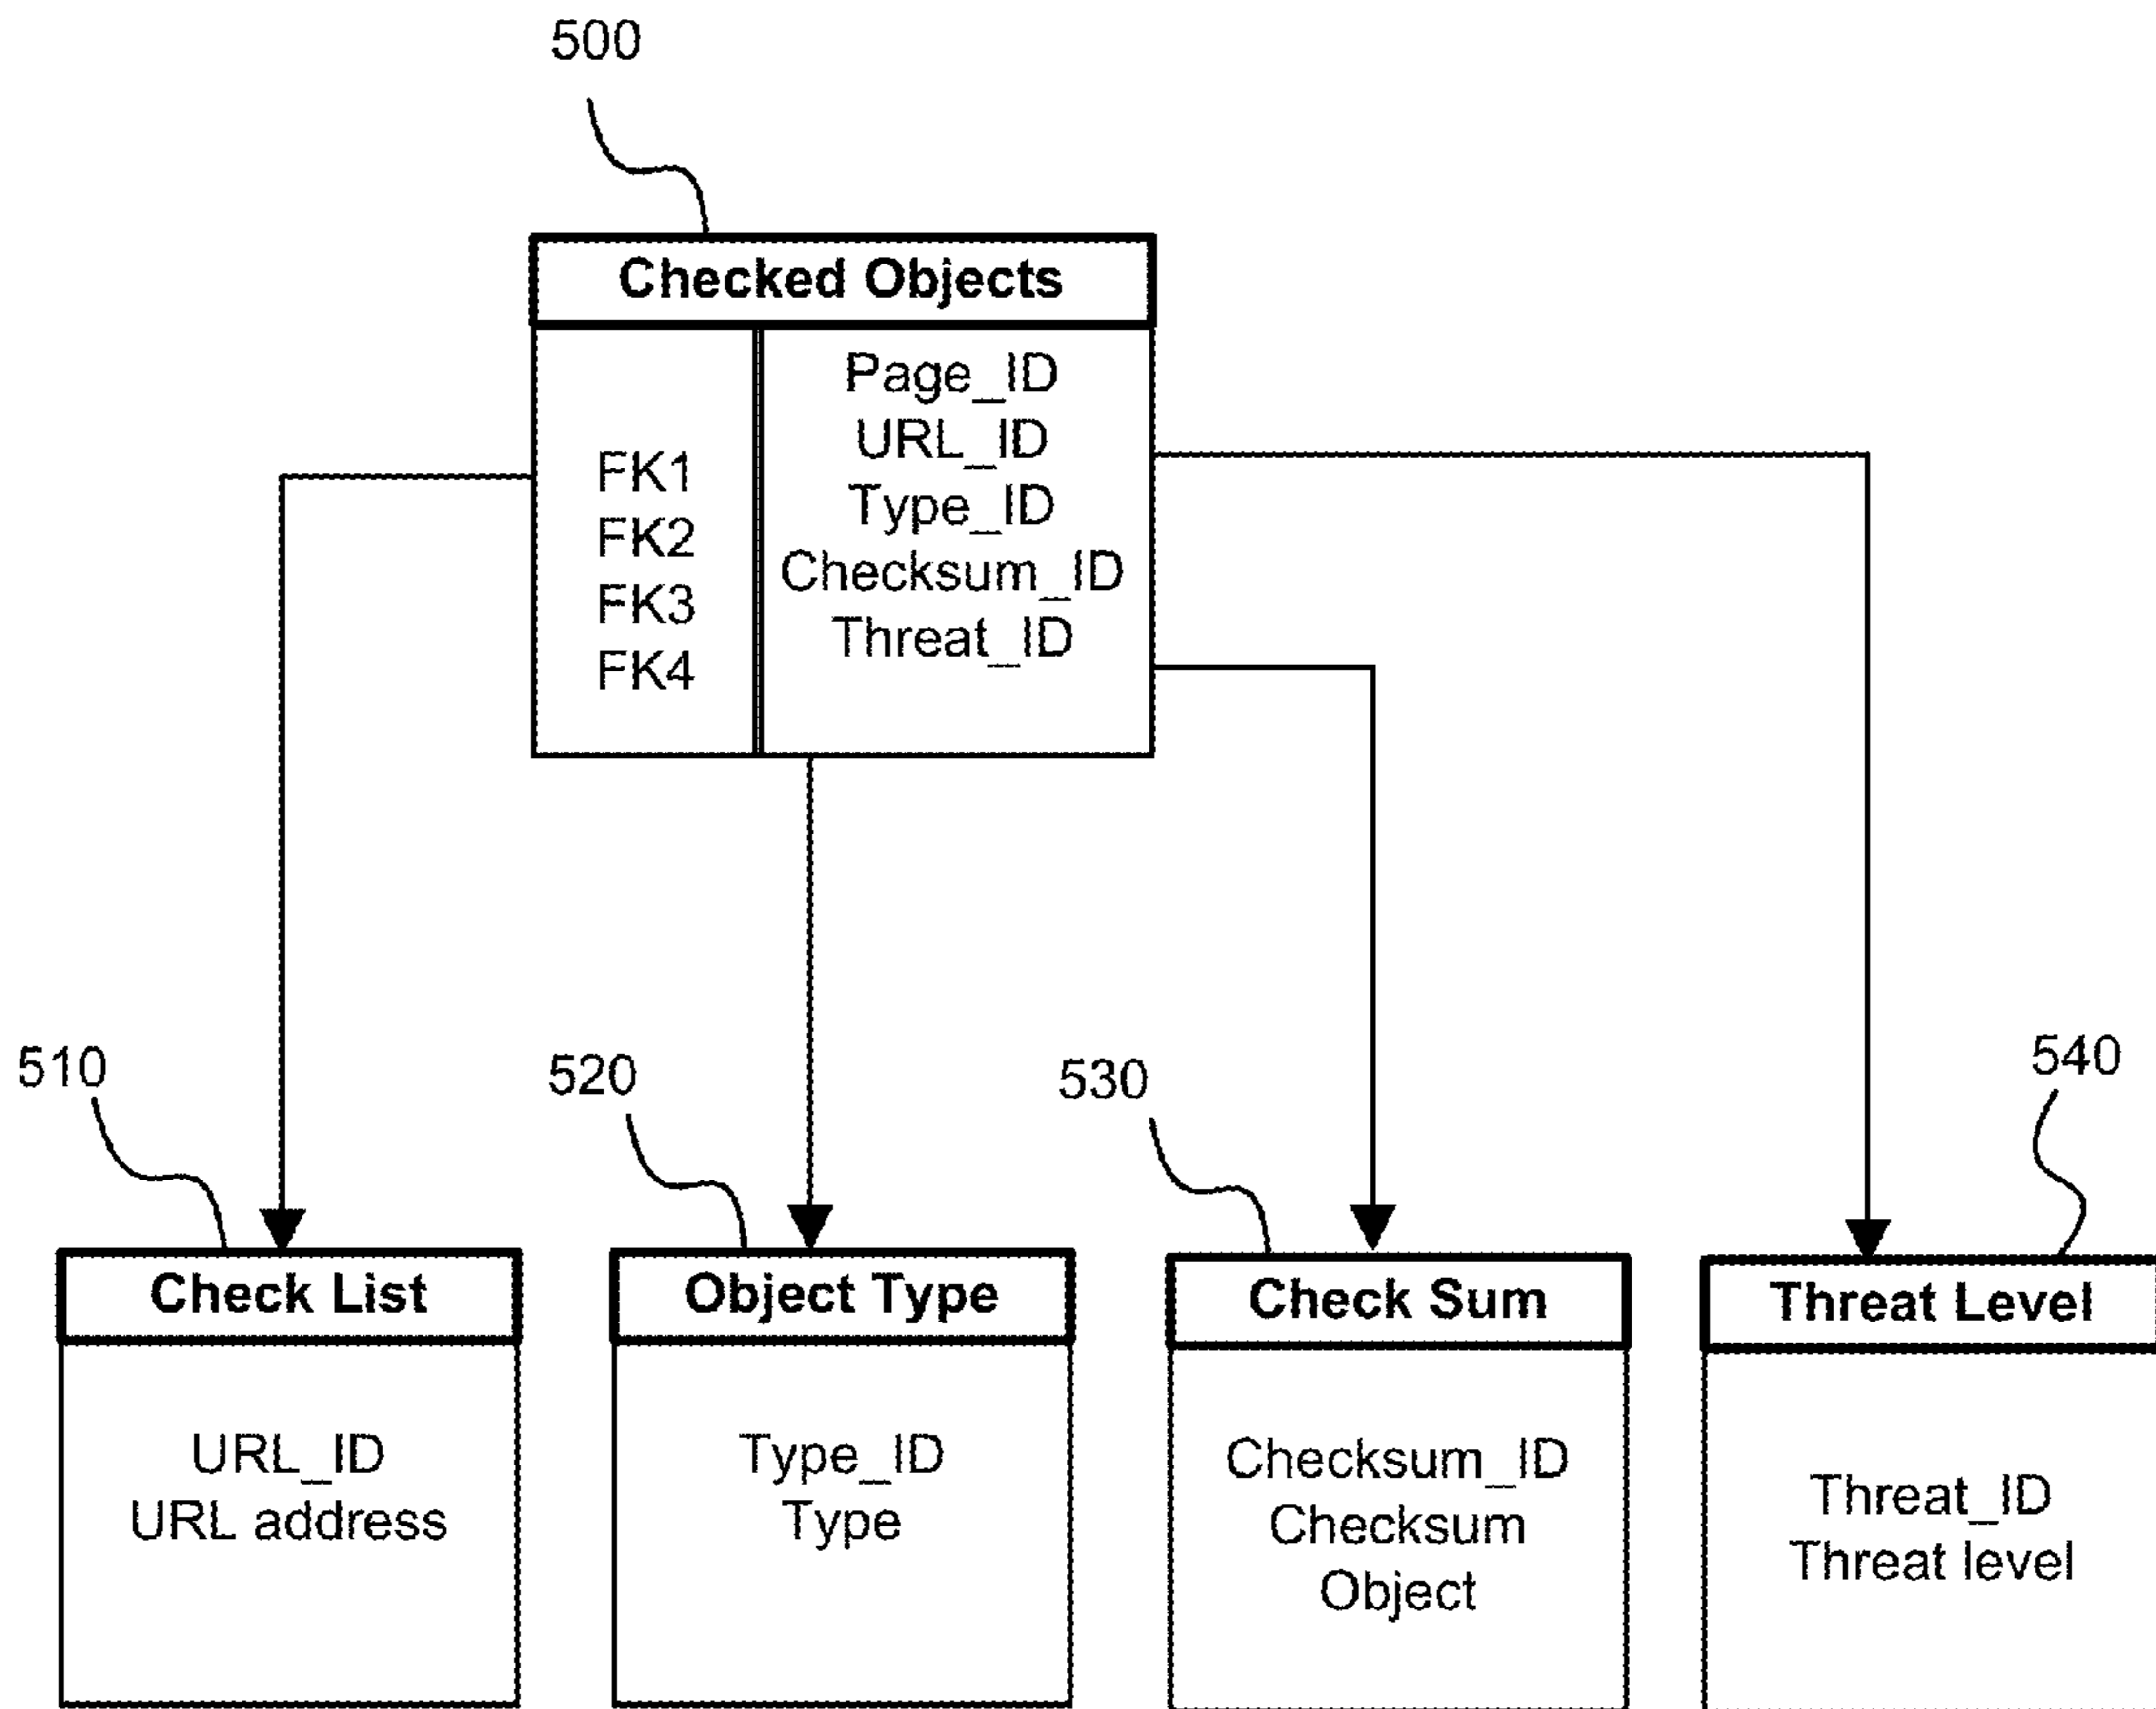 500
Checked Objects
Page_ID
URL_ID
FK1
Type_ID
FK2
Checksum_ID
FK3
Threat_ID
FK4
510
520
530
540
Check List
Object Type
Check Sum
Threat Level
URL_ID
URL address
Type_ID
Type
Checksum_ID
Checksum
Object
Threat_ID
Threat level